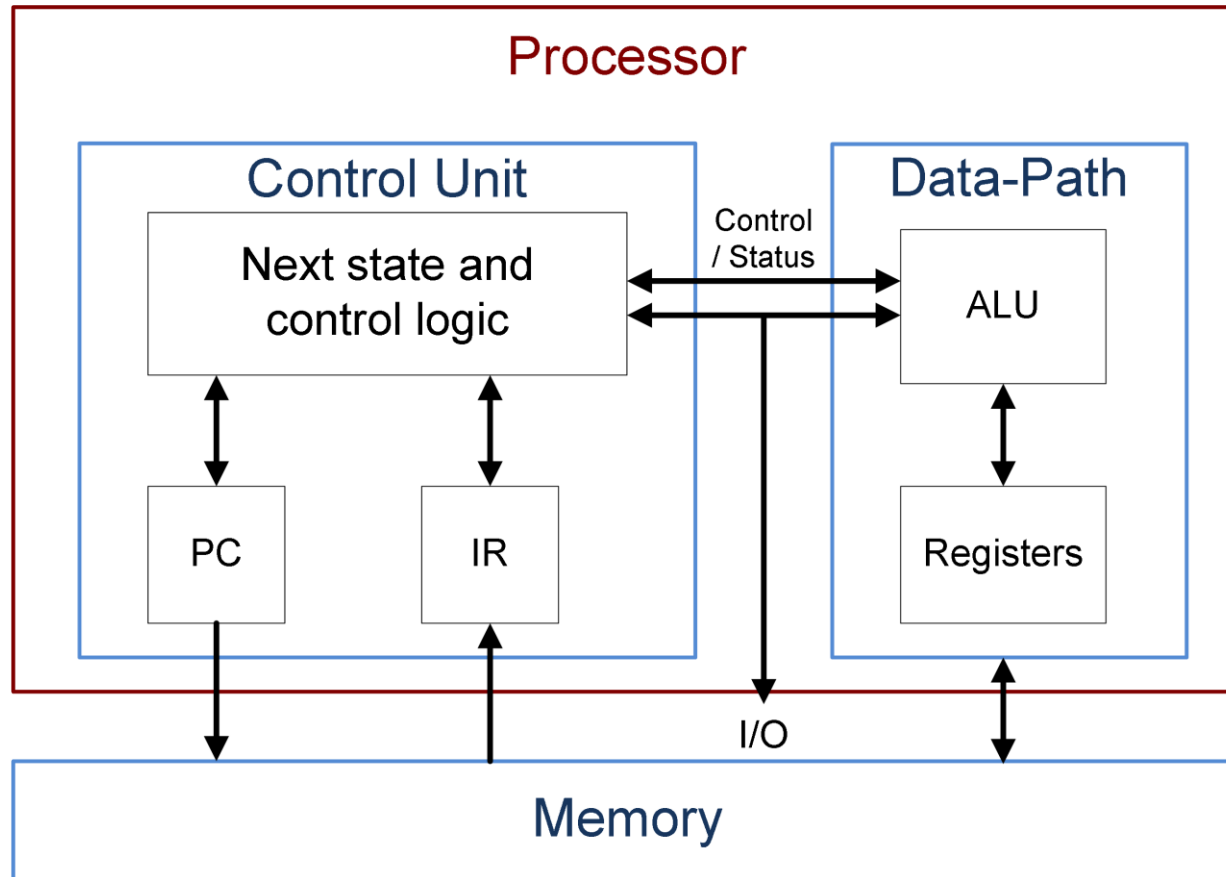 Processor
Control Unit
Data-Path
Control
/ Status
Next state and
control logic
ALU
PC
IR
Registers
I/O
Memory